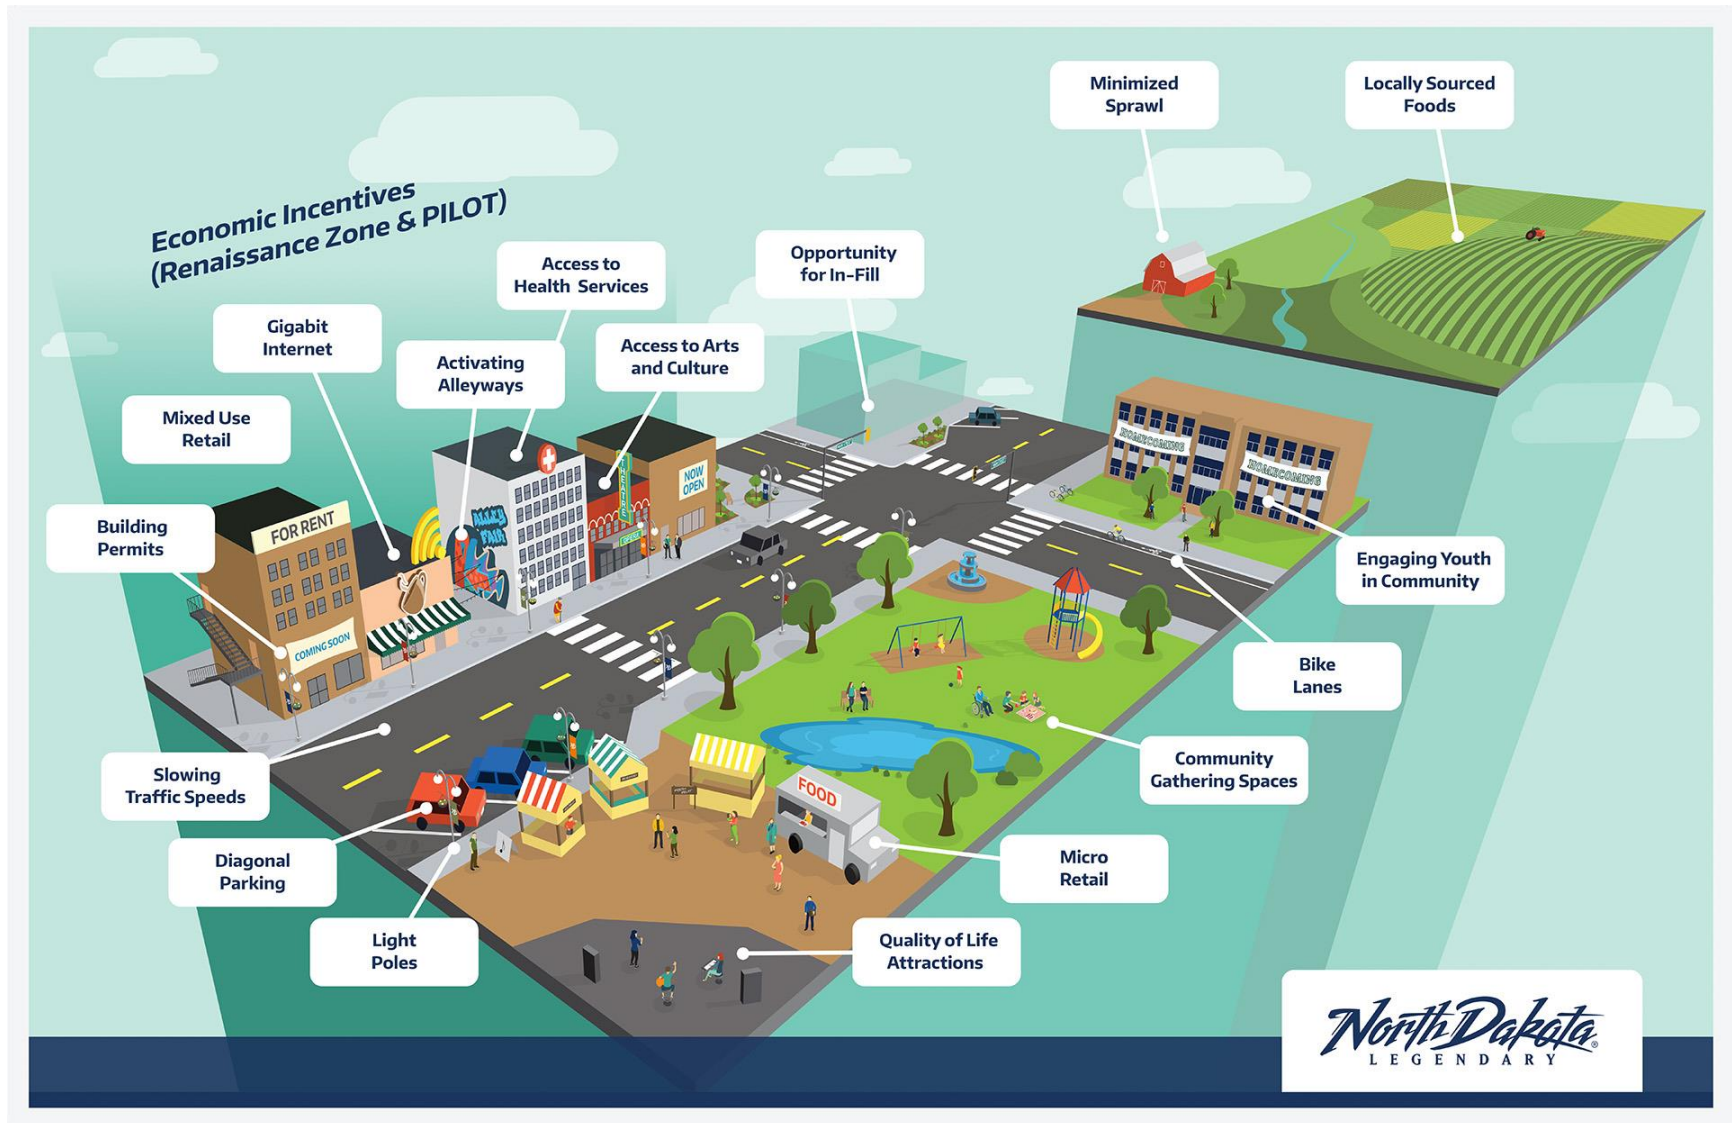 Minimized
Sprawl
Locally Sourced
Foods
Economic Incentives
(Renaissance Zone & PILOT)
Access to
Health Services
Opportunity
for In-Fill
Gigabit
Internet
Activating
Alleyways
Access to Arts
and Culture
Mixed Use
Retail
Building
Permits
FOR RENT
COMING SOON
ALLEY
FAIR
THEATRE
NOW
OPEN
HOMECOMING
HOMECOMING
Engaging Youth
in Community
Bike
Lanes
Community
Gathering Spaces
Slowing
Traffic Speeds
FOOD
Diagonal
Parking
Micro
Retail
Light
Poles
Quality of Life
Attractions
North Dakota®
LEGENDARY